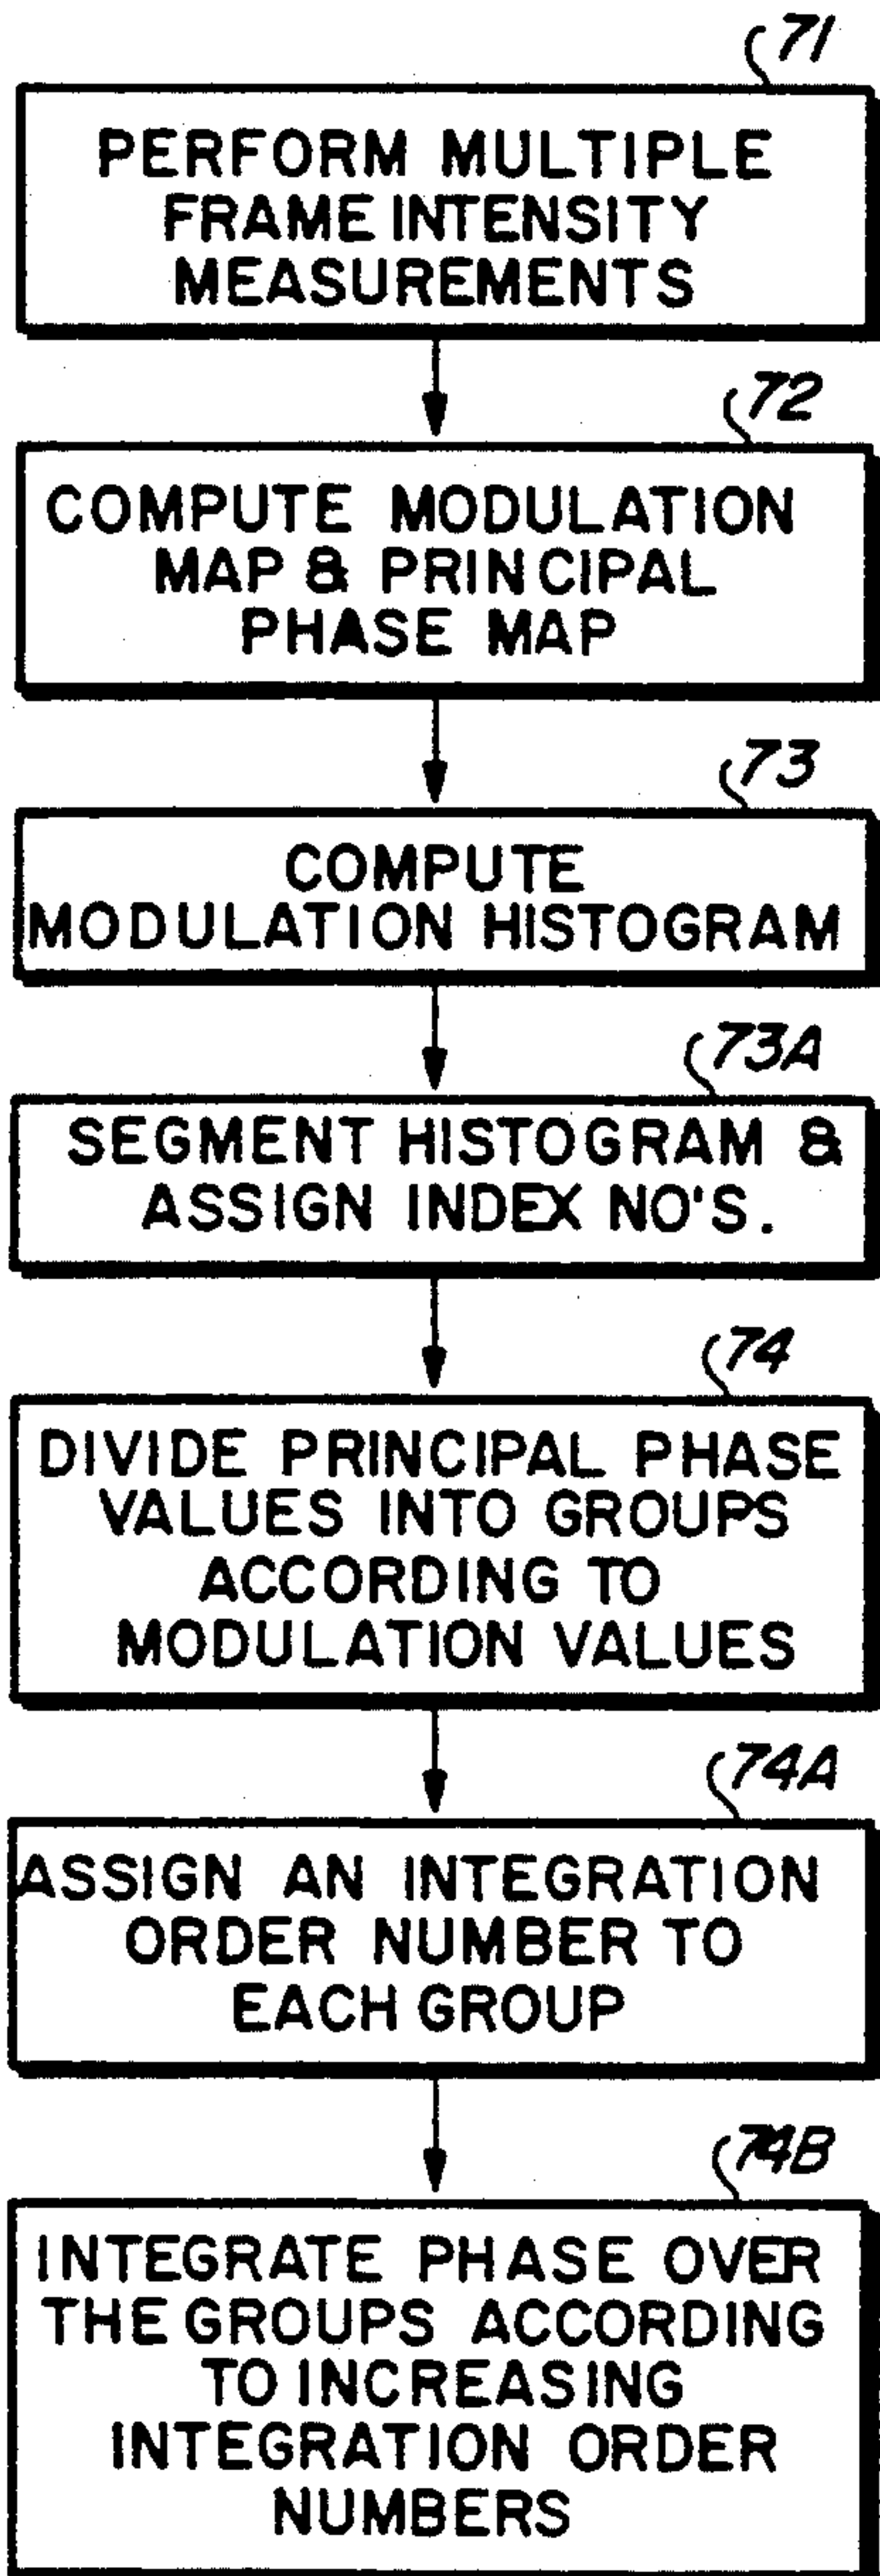 71
PERFORM MULTIPLE
FRAME INTENSITY
MEASUREMENTS
72
COMPUTE MODULATION
MAP & PRINCIPAL
PHASE MAP
73
COMPUTE
MODULATION HISTOGRAM
73A
SEGMENT HISTOGRAM &
ASSIGN INDEX NO'S.
74
DIVIDE PRINCIPAL PHASE
VALUES INTO GROUPS
ACCORDING TO
MODULATION VALUES
74A
ASSIGN AN INTEGRATION
ORDER NUMBER TO
EACH GROUP
74B
INTEGRATE PHASE OVER
THE GROUPS ACCORDING
TO INCREASING
INTEGRATION ORDER
NUMBERS